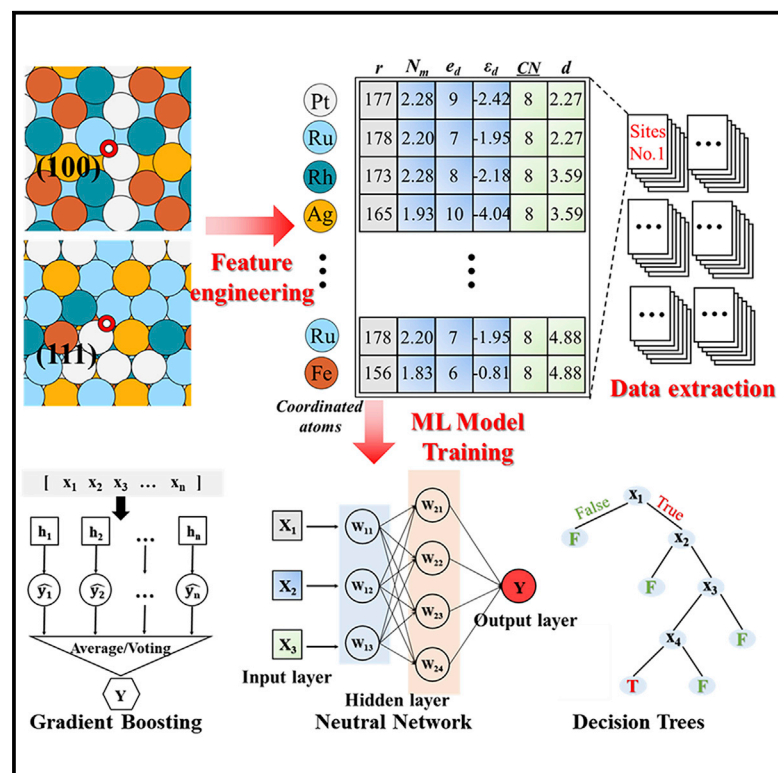 (100)
(111)
Feature
engineering
r N_m e_d ε_d CN d
Pt 177 2.28 9 -2.42 8 2.27
Ru 178 2.20 7 -1.95 8 2.27
Rh 173 2.28 8 -2.18 8 3.59
Ag 165 1.93 10 -4.04 8 3.59
Ru 178 2.20 7 -1.95 8 4.88
Fe 156 1.83 6 -0.81 8 4.88
Coordinated
atoms
Sites
No.1
Data extraction
ML Model
Training
[ x₁ x₂ x₃ … xₙ ]
h₁ h₂ … hₙ
ŷ₁ ŷ₂ … ŷₙ
Average/Voting
Y
Gradient Boosting
X₁
X₂
X₃
Input layer
W₁₁
W₁₂
W₁₃
W₂₁
W₂₂
W₂₃
W₂₄
Hidden layer
Y
Output layer
Neutral Network
x₁
False True
F x₂
F x₃
x₄ F
T F
Decision Trees